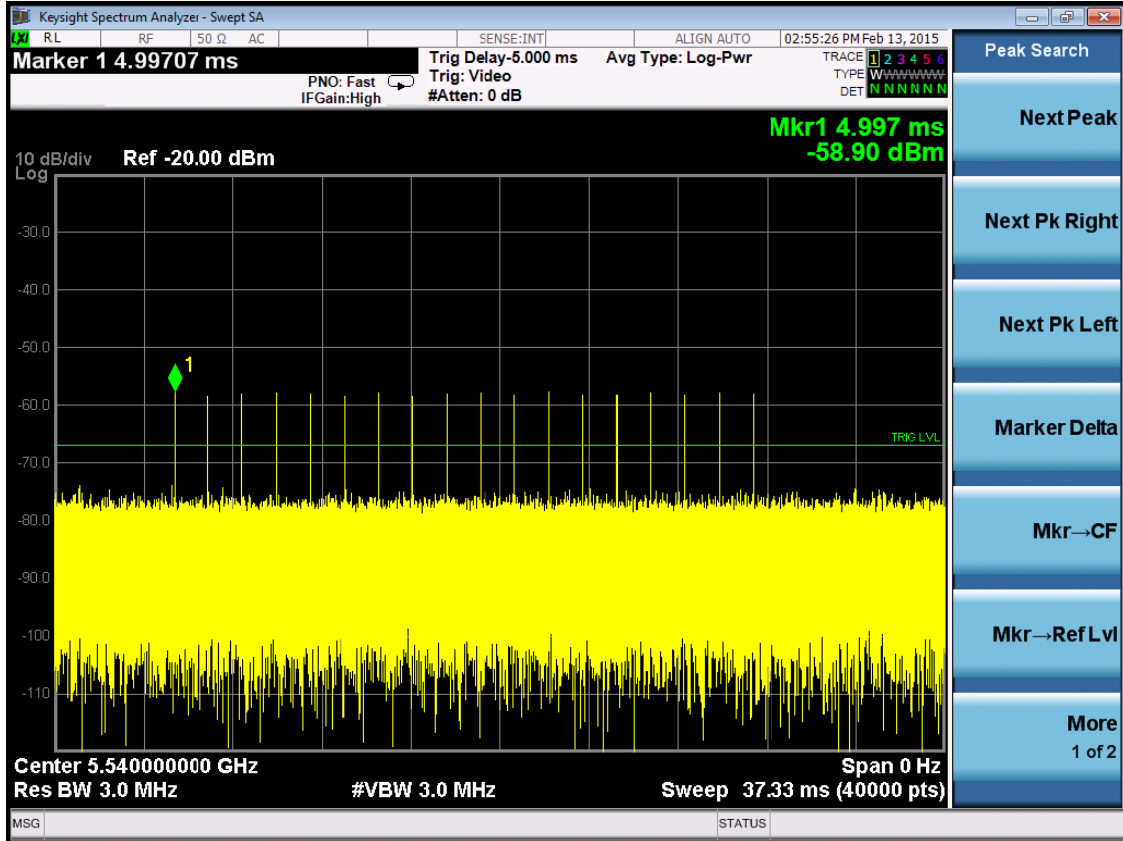 Keysight Spectrum Analyzer - Swept SA
LXI RL RF 50 Ω AC SENSE:INT ALIGN AUTO 02:55:26 PM Feb 13, 2015
Marker 1 4.99707 ms
PNO: Fast
IFGain:High
Trig Delay-5.000 ms
Trig: Video
#Atten: 0 dB
Avg Type: Log-Pwr
TRACE 1 2 3 4 5 6
TYPE WWWWWW
DET N N N N N N
Mkr1 4.997 ms
-58.90 dBm
10 dB/div Ref -20.00 dBm
Log
-30.0
-40.0
-50.0
1
-60.0
TRIG LVL
-70.0
-80.0
-90.0
-100
-110
Center 5.540000000 GHz Span 0 Hz
Res BW 3.0 MHz #VBW 3.0 MHz Sweep 37.33 ms (40000 pts)
MSG STATUS
Peak Search
Next Peak
Next Pk Right
Next Pk Left
Marker Delta
Mkr→CF
Mkr→Ref Lvl
More
1 of 2